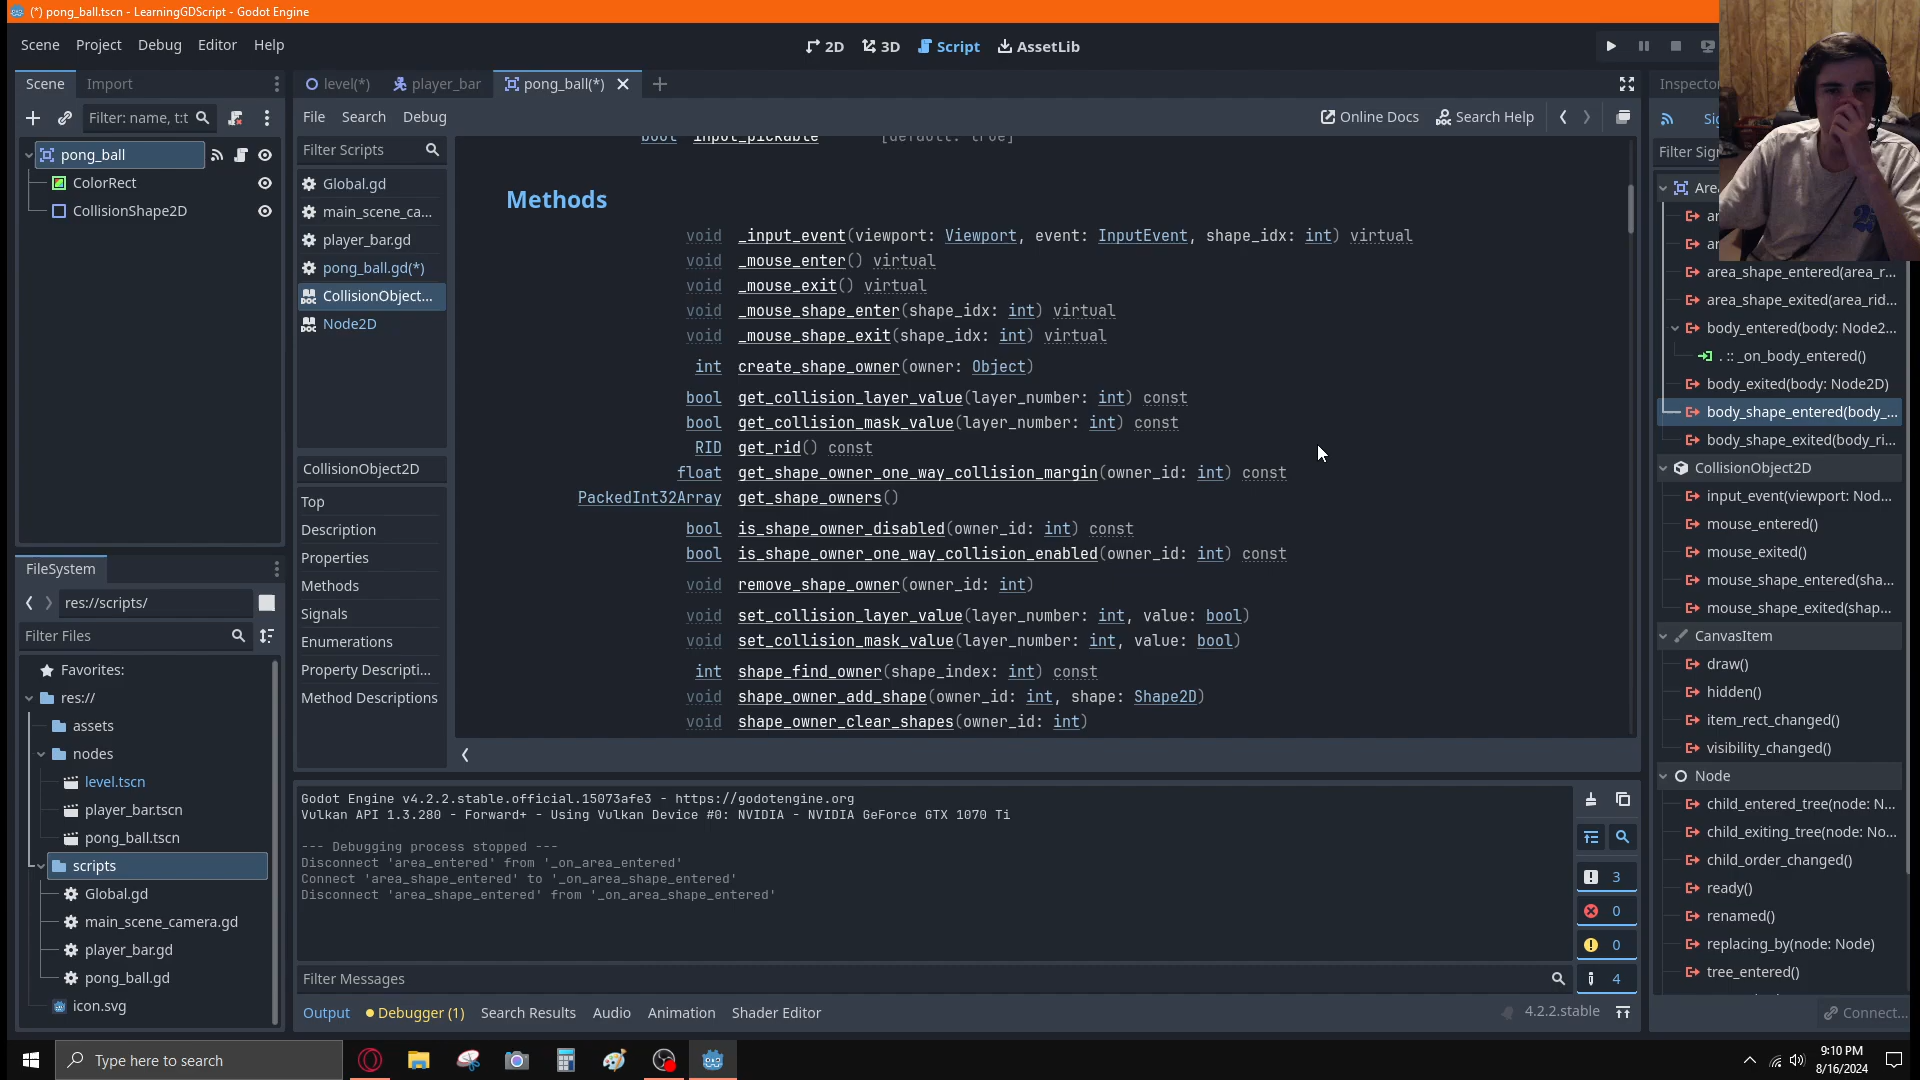 (*) pong_ball.tscn - LearningGDScript - Godot Engine
Scene Project Debug Editor Help
2D 3D Script AssetLib
Scene Import
level(*) player_bar pong_ball(*)
Inspector
Filter: name, t:t
File Search Debug
Online Docs Search Help
Filter Scripts
Filter Sig
pong_ball
ColorRect
CollisionShape2D
Global.gd
main_scene_ca...
player_bar.gd
pong_ball.gd(*)
CollisionObject...
Node2D
CollisionObject2D
Top
Description
Properties
Methods
Signals
Enumerations
Property Descripti...
Method Descriptions
bool input_pickable [default: true]
Methods
void _input_event(viewport: Viewport, event: InputEvent, shape_idx: int) virtual
void _mouse_enter() virtual
void _mouse_exit() virtual
void _mouse_shape_enter(shape_idx: int) virtual
void _mouse_shape_exit(shape_idx: int) virtual
int create_shape_owner(owner: Object)
bool get_collision_layer_value(layer_number: int) const
bool get_collision_mask_value(layer_number: int) const
RID get_rid() const
float get_shape_owner_one_way_collision_margin(owner_id: int) const
PackedInt32Array get_shape_owners()
bool is_shape_owner_disabled(owner_id: int) const
bool is_shape_owner_one_way_collision_enabled(owner_id: int) const
void remove_shape_owner(owner_id: int)
void set_collision_layer_value(layer_number: int, value: bool)
void set_collision_mask_value(layer_number: int, value: bool)
int shape_find_owner(shape_index: int) const
void shape_owner_add_shape(owner_id: int, shape: Shape2D)
void shape_owner_clear_shapes(owner_id: int)
area_shape_entered(area_r...
area_shape_exited(area_rid...
body_entered(body: Node2...
. :: _on_body_entered()
body_exited(body: Node2D)
body_shape_entered(body_...
body_shape_exited(body_ri...
CollisionObject2D
input_event(viewport: Nod...
mouse_entered()
mouse_exited()
mouse_shape_entered(sha...
mouse_shape_exited(shap...
CanvasItem
draw()
hidden()
item_rect_changed()
visibility_changed()
Node
child_entered_tree(node: N...
child_exiting_tree(node: No...
child_order_changed()
ready()
renamed()
replacing_by(node: Node)
tree_entered()
Connect...
FileSystem
res://scripts/
Filter Files
Favorites:
res://
assets
nodes
level.tscn
player_bar.tscn
pong_ball.tscn
scripts
Global.gd
main_scene_camera.gd
player_bar.gd
pong_ball.gd
icon.svg
Godot Engine v4.2.2.stable.official.15073afe3 - https://godotengine.org
Vulkan API 1.3.280 - Forward+ - Using Vulkan Device #0: NVIDIA - NVIDIA GeForce GTX 1070 Ti
--- Debugging process stopped ---
Disconnect 'area_entered' from '_on_area_entered'
Connect 'area_shape_entered' to '_on_area_shape_entered'
Disconnect 'area_shape_entered' from '_on_area_shape_entered'
3
0
0
4
Filter Messages
Output Debugger (1) Search Results Audio Animation Shader Editor
4.2.2.stable
Type here to search
9:10 PM
8/16/2024